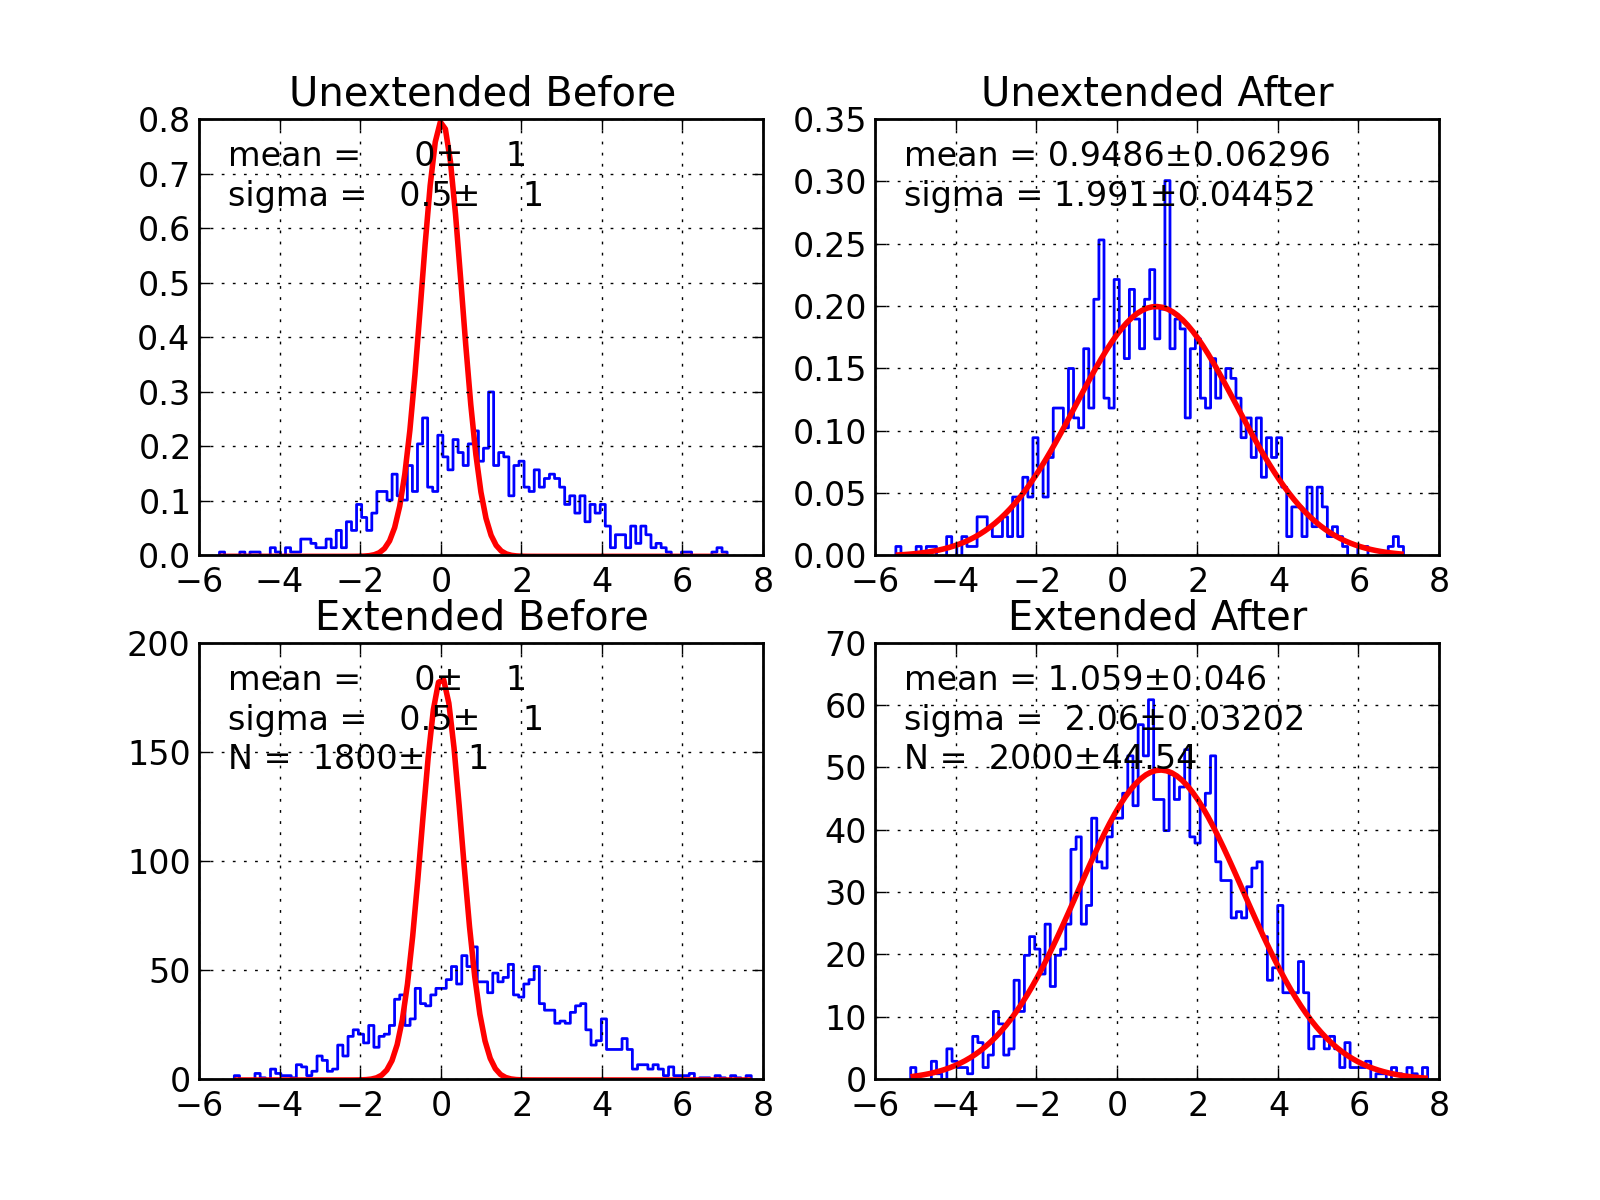 Unextended Before
0.8
0.7
0.6
0.5
0.4
0.3
0.2
0.1
0.0
mean = 0± 1
sigma = 0.5± 1
−6 −4 −2 0 2 4 6 8
Unextended After
0.35
0.30
0.25
0.20
0.15
0.10
0.05
0.00
mean = 0.9486±0.06296
sigma = 1.991±0.04452
−6 −4 −2 0 2 4 6 8
Extended Before
200
150
100
50
0
mean = 0± 1
sigma = 0.5± 1
N = 1800± 1
−6 −4 −2 0 2 4 6 8
Extended After
70
60
50
40
30
20
10
0
mean = 1.059±0.046
sigma = 2.06±0.03202
N = 2000±44.54
−6 −4 −2 0 2 4 6 8